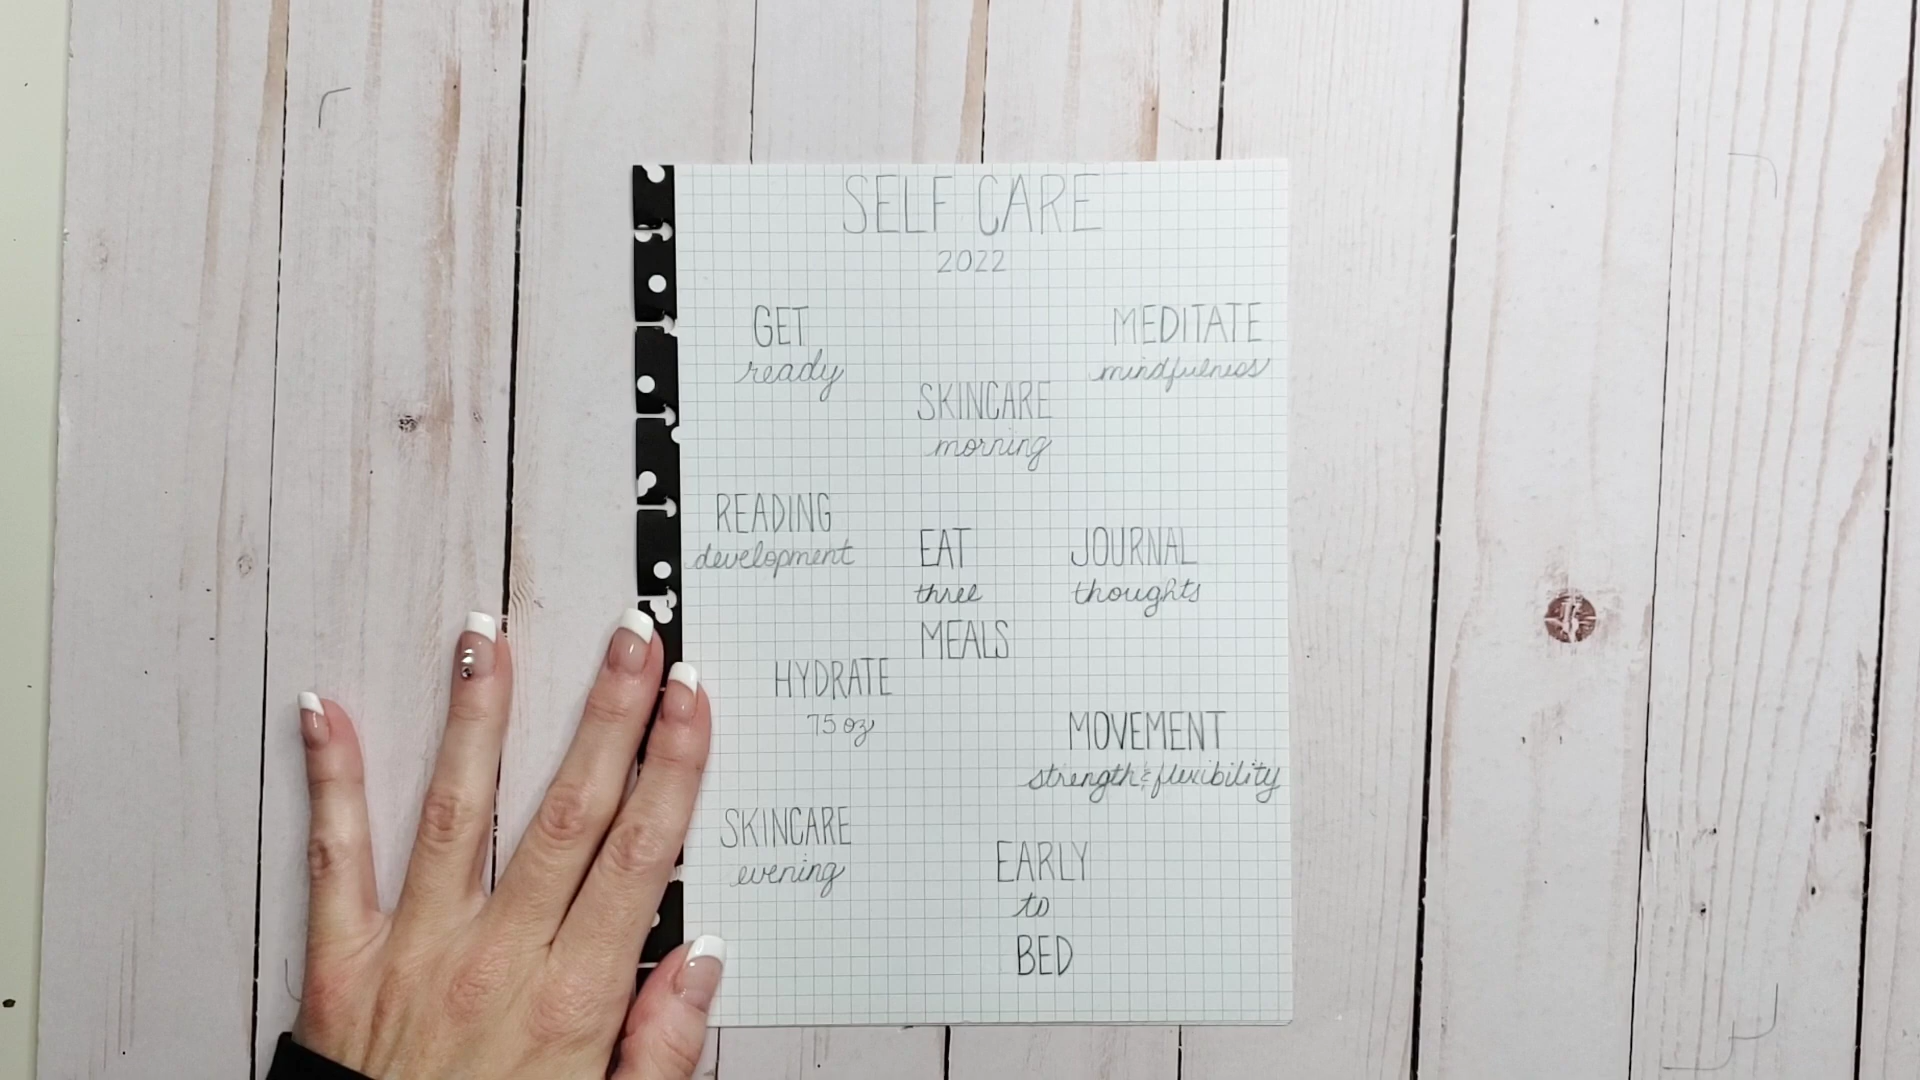 SELF CARE
2022
GET
ready
MEDITATE
mindfulness
SKINCARE
morning
READING
development
EAT
three
MEALS
JOURNAL
thoughts
HYDRATE
75 oz
MOVEMENT
strength & flexibility
SKINCARE
evening
EARLY
to
BED